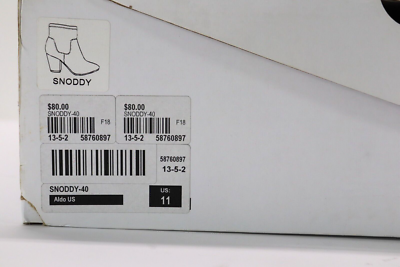 SNODDY
$80.00
SNODDY-40
F18
13-5-2 58760897
$80.00
SNODDY-40
F18
13-5-2 58760897
58760897
13-5-2
SNODDY-40
Aldo US
US:
11